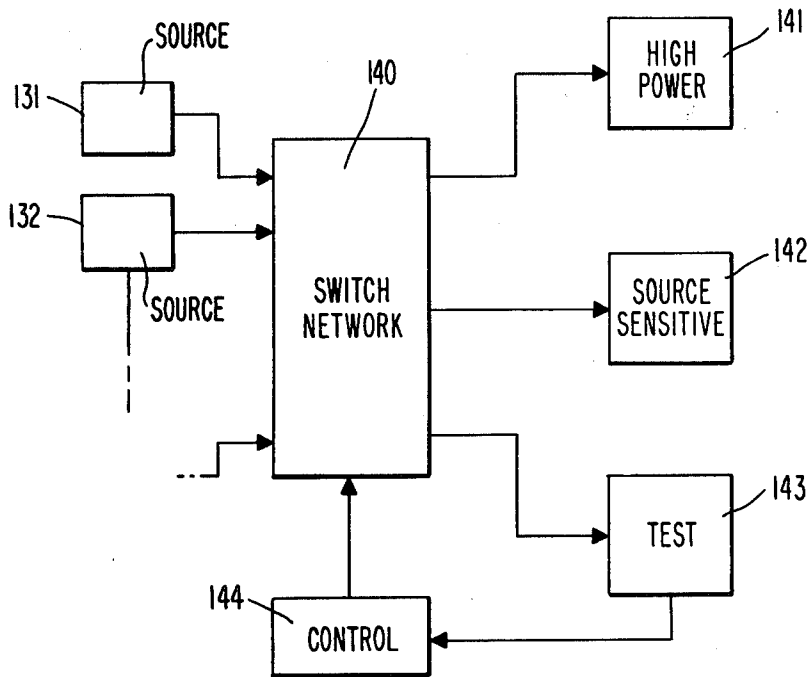 SOURCE
131
132
SOURCE
140
SWITCH
NETWORK
141
HIGH
POWER
142
SOURCE
SENSITIVE
143
TEST
144
CONTROL